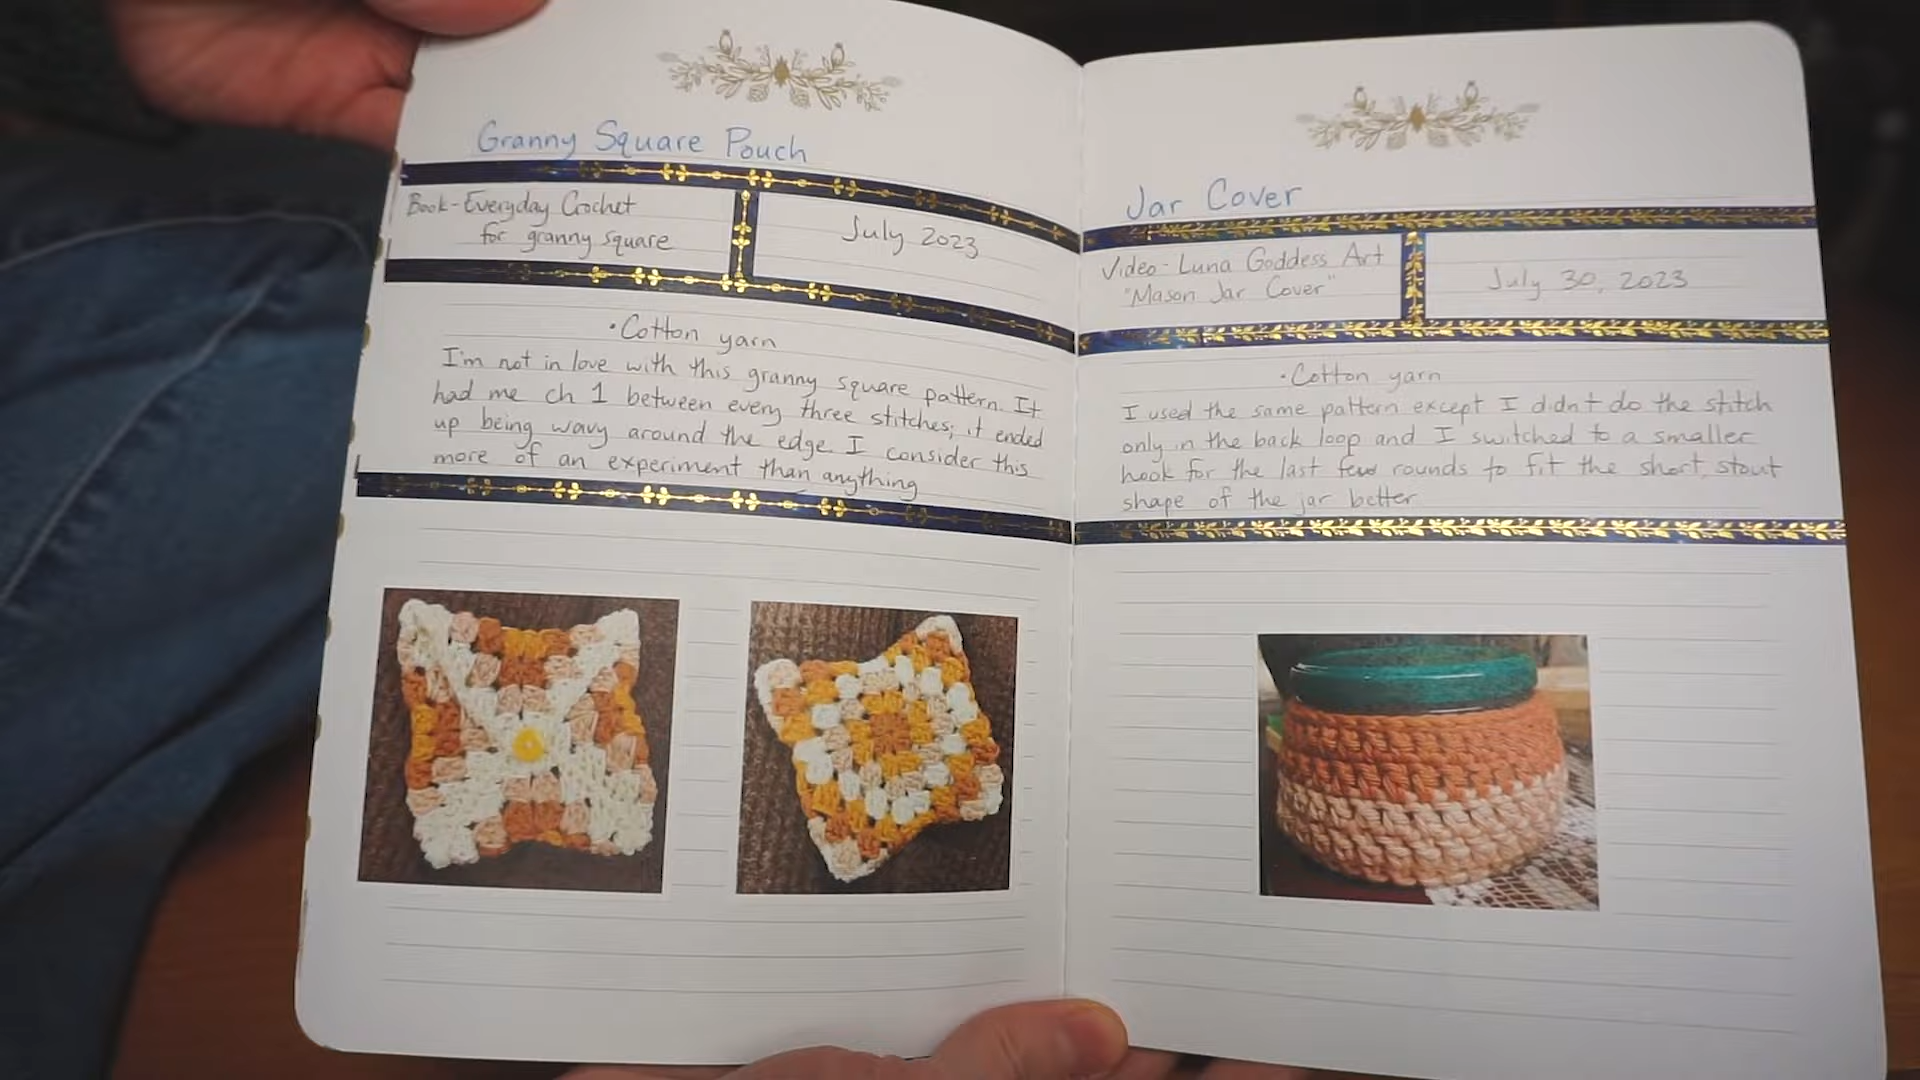 Granny Square Pouch
Book - Everyday Crochet
for granny square
July 2023
• Cotton yarn
I'm not in love with this granny square pattern. It
had me ch 1 between every three stitches; it ended
up being wavy around the edge. I consider this
more of an experiment than anything
Jar Cover
Video - Luna Goddess Art
"Mason Jar Cover"
July 30, 2023
• Cotton yarn
I used the same pattern except I didn't do the stitch
only in the back loop and I switched to a smaller
hook for the last few rounds to fit the short, stout
shape of the jar better